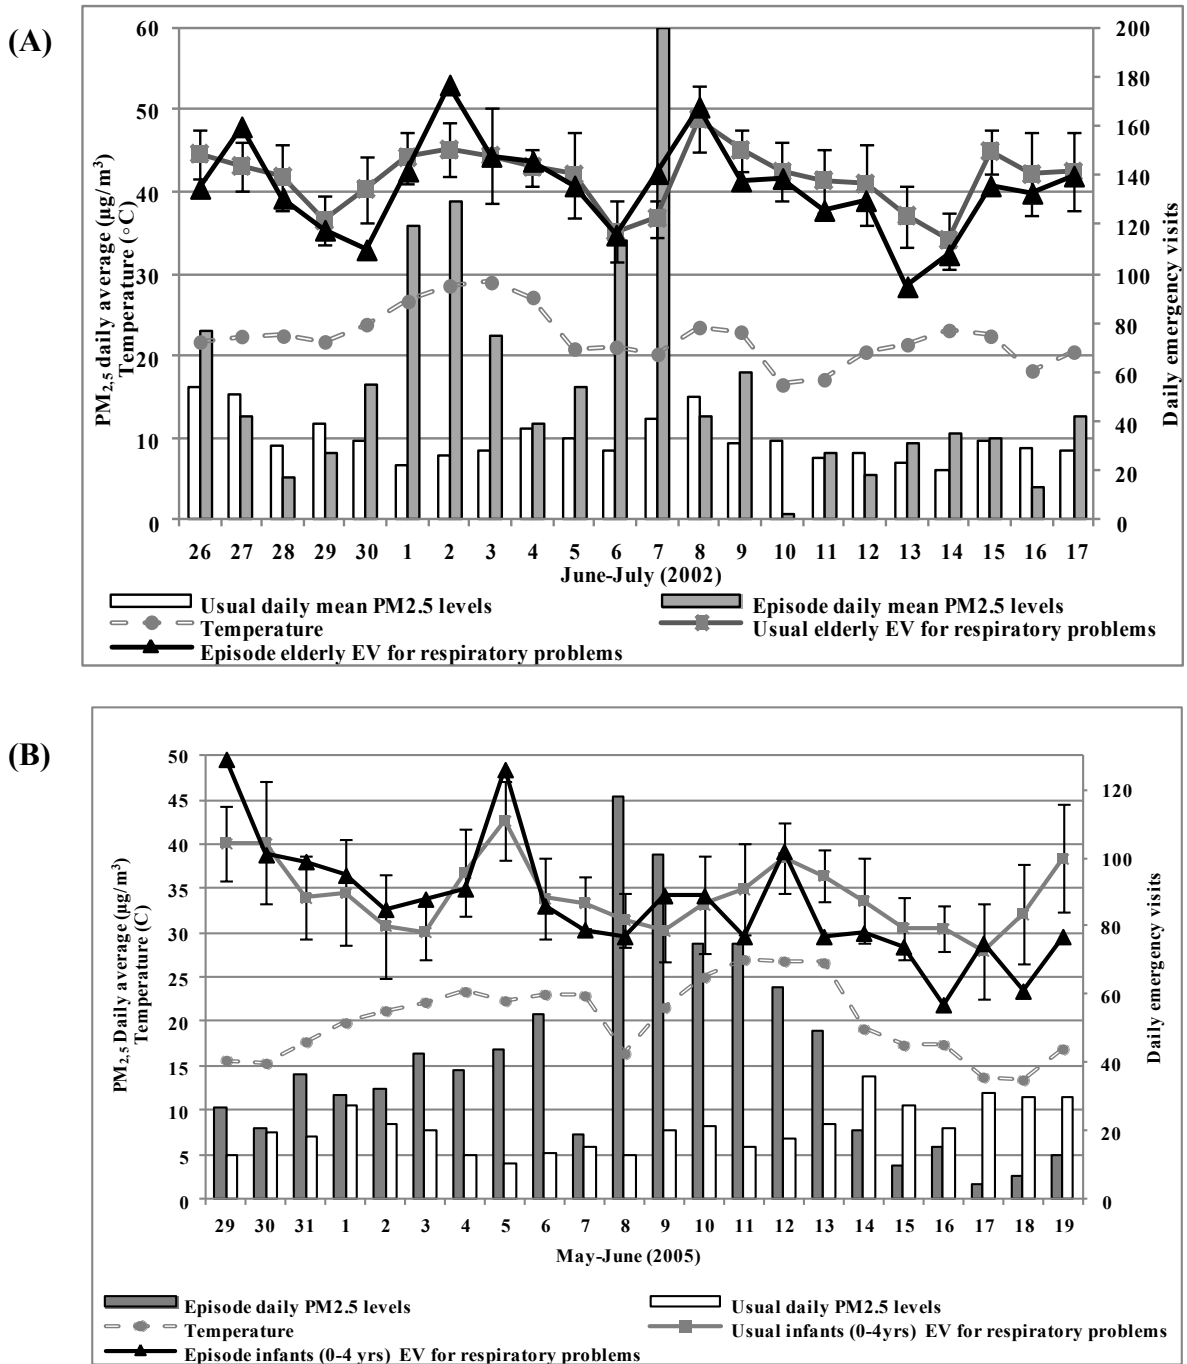 (A)
60
50
40
30
20
10
0
PM2,5 daily average (µg/m³)
Temperature (°C)
200
180
160
140
120
100
80
60
40
20
0
Daily emergency visits
26 27 28 29 30 1 2 3 4 5 6 7 8 9 10 11 12 13 14 15 16 17
June-July (2002)
Usual daily mean PM2.5 levels
Episode daily mean PM2.5 levels
Temperature
Usual elderly EV for respiratory problems
Episode elderly EV for respiratory problems
(B)
50
45
40
35
30
25
20
15
10
5
0
PM2,5 Daily average (µg/m³)
Temperature (C)
120
100
80
60
40
20
0
Daily emergency visits
29 30 31 1 2 3 4 5 6 7 8 9 10 11 12 13 14 15 16 17 18 19
May-June (2005)
Episode daily PM2.5 levels
Usual daily PM2.5 levels
Temperature
Usual infants (0-4yrs) EV for respiratory problems
Episode infants (0-4 yrs) EV for respiratory problems